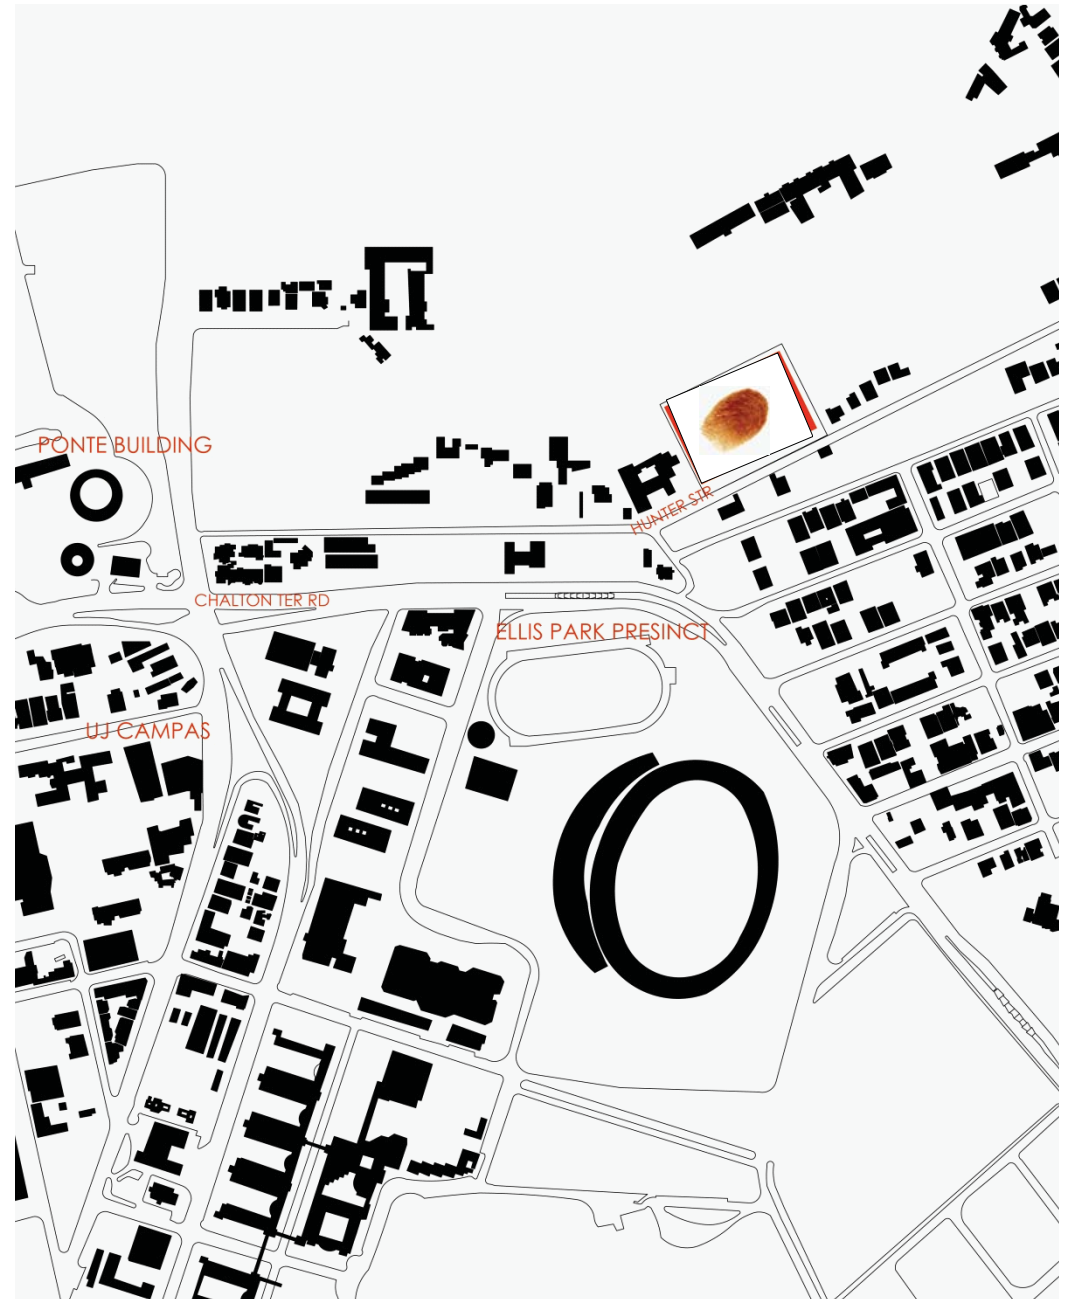 PONTE BUILDING
HUNTER STR
CHALTON TER RD
ELLIS PARK PRESINCT
UJ CAMPAS